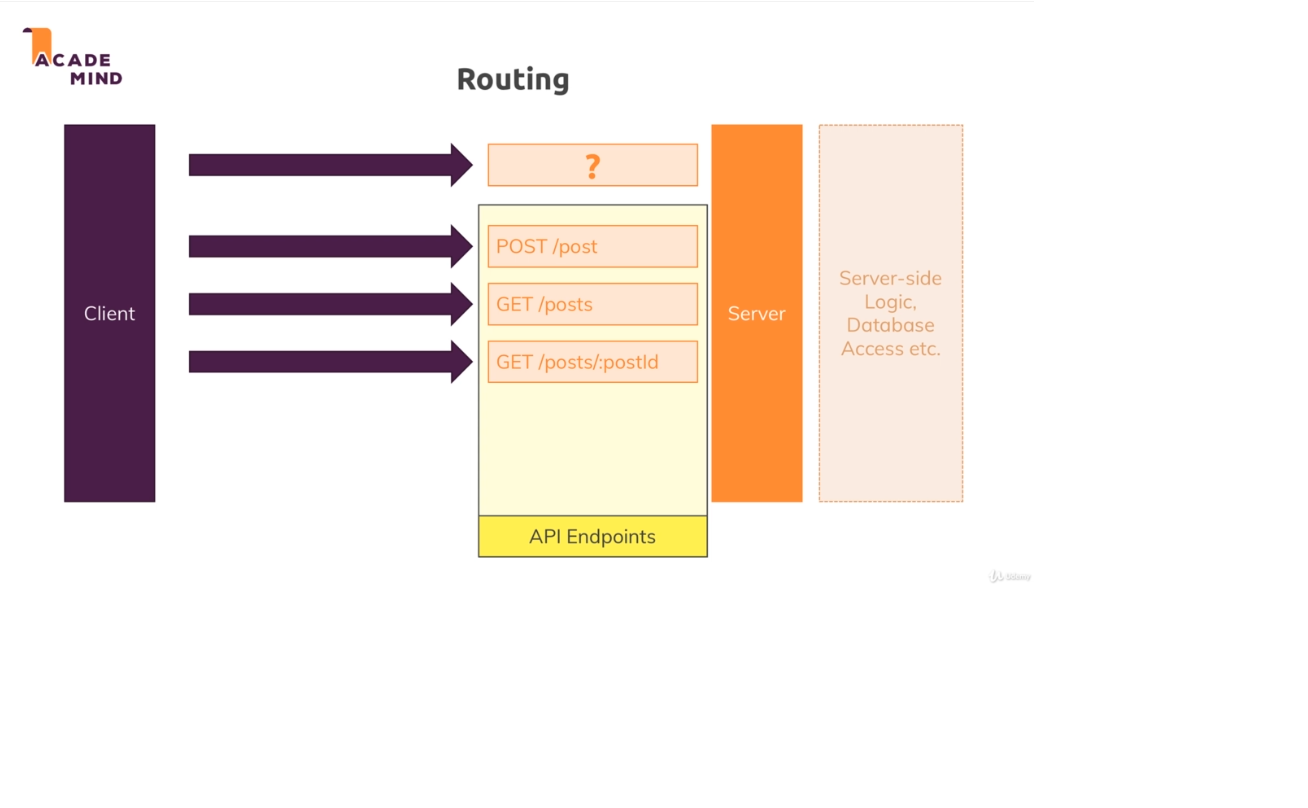 ACADE
MIND
Routing
?
POST /post
GET /posts
GET /posts/:postId
Client
Server
Server-side
Logic,
Database
Access etc.
API Endpoints
Udemy